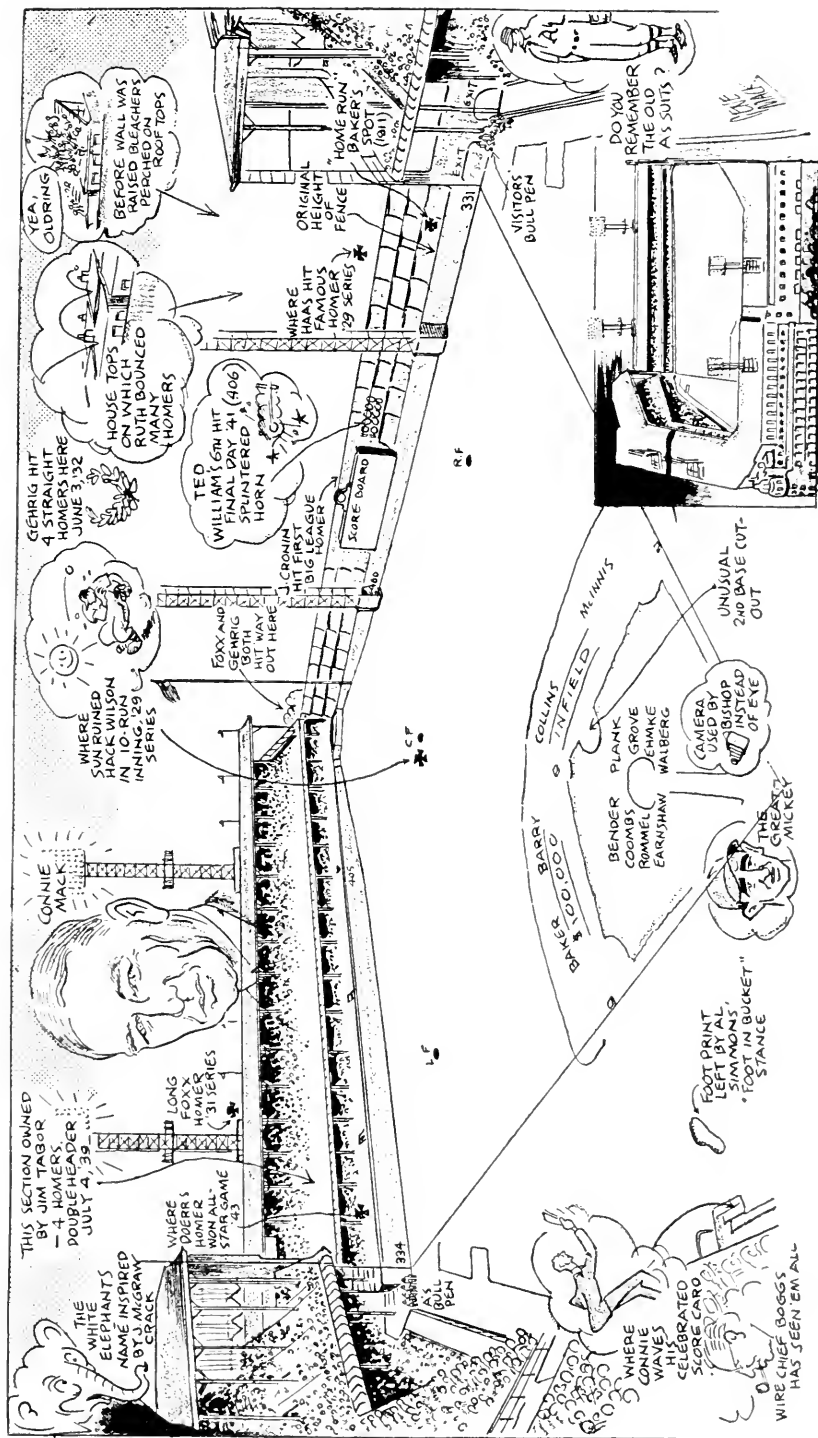 THE
WHITE
ELEPHANTS
NAME INSPIRED
BY J. McGRAW
CRACK
THIS SECTION OWNED
BY JIM TABOR
— 4 HOMERS,
DOUBLEHEADER
JULY 4, '39
WHERE
DOERR'S
HOMER
WON ALL-
STAR GAME
'43
LONG
FOXX
HOMER
31 SERIES
CONNIE
MACK
WHERE
SUN RUINED
HACK WILSON
IN 10-RUN
INNING, '29
SERIES
FOXX AND
GEHRIG
BOTH
HIT WAY
OUT HERE
GEHRIG HIT
4 STRAIGHT
HOMERS HERE
JUNE 3, '32
J. CRONIN
HIT FIRST
BIG LEAGUE
HOMER
TED
WILLIAM'S 6TH HIT
FINAL DAY 41 (406)
SPLINTERED
HORN
SCORE BOARD
HOUSE TOPS
ON WHICH
RUTH BOUNCED
MANY
HOMERS
YEA,
OLDRING
BEFORE WALL WAS
RAISED BLEACHERS
PERCHED ON
ROOF TOPS
WHERE
HAAS HIT
FAMOUS
HOMER
'29 SERIES
ORIGINAL
HEIGHT
OF
FENCE
"HOME RUN"
BAKER'S
SPOT
(1911)
EXIT
EXIT
334
400
331
A'S
BULL
PEN
VISITORS
BULL PEN
L F
C F
R.F
BAKER BARRY COLLINS McINNIS
$100,000 INFIELD
BENDER PLANK
COOMBS GROVE
ROMMEL EHMKE
EARNSHAW WALBERG
UNUSUAL
2ND BASE CUT-
OUT
CAMERA
USED BY
BISHOP
INSTEAD
OF EYE
THE
GREAT
MICKEY
FOOT PRINT
LEFT BY AL
SIMMONS,
"FOOT IN BUCKET"
STANCE
WHERE
CONNIE
WAVES
HIS
CELEBRATED
SCORE CARD
WIRE CHIEF BOGGS
HAS SEEN EM ALL
DO YOU
REMEMBER
THE OLD
A'S SUITS?
A